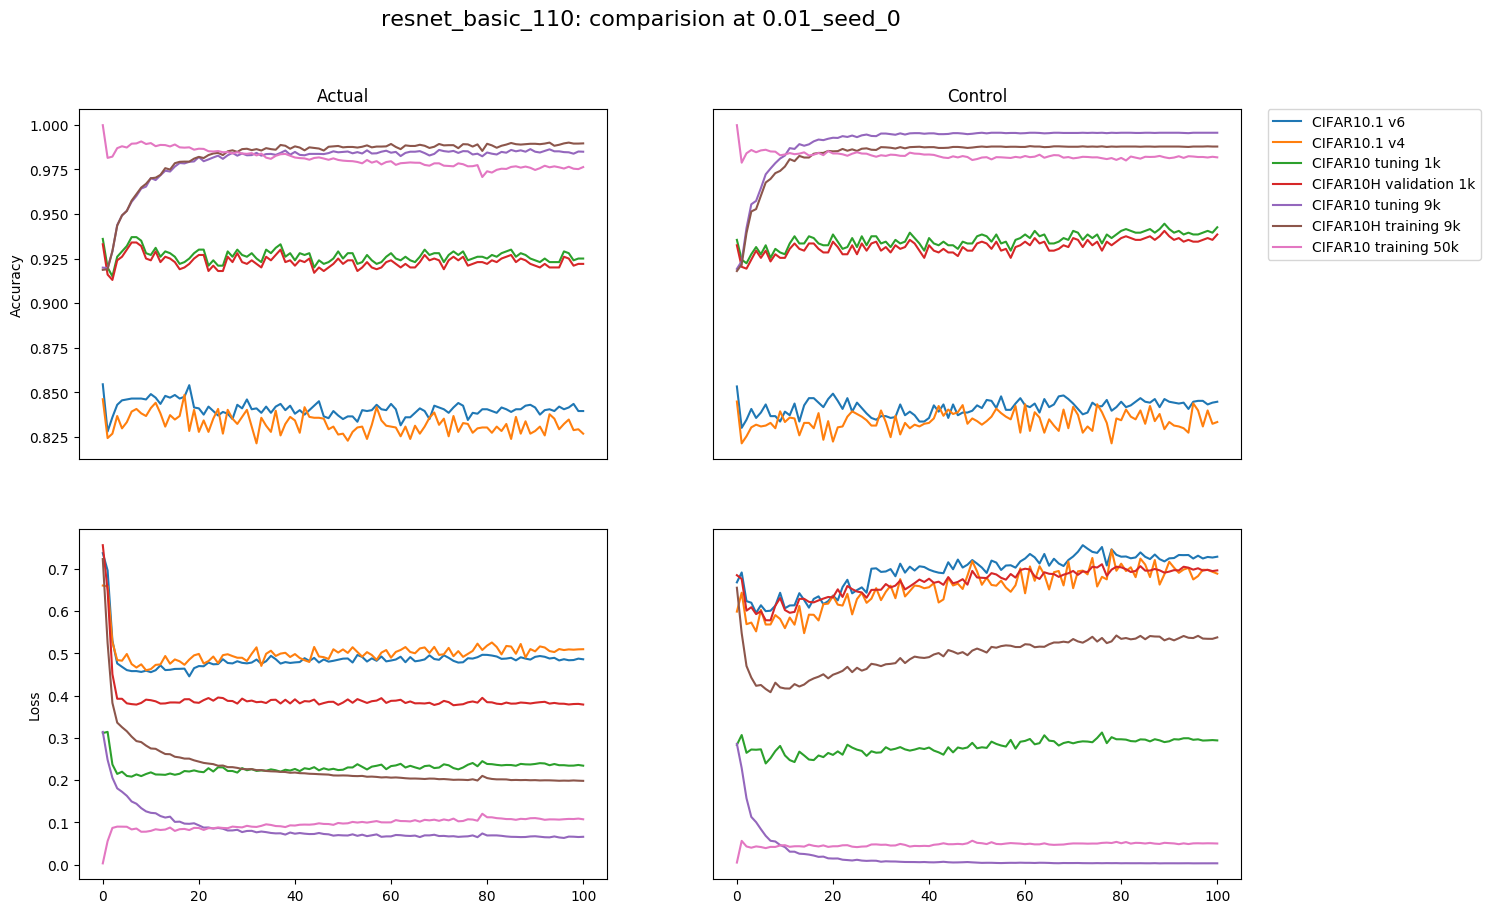 resnet_basic_110: comparision at 0.01_seed_0
Actual
Control
CIFAR10.1 v6
CIFAR10.1 v4
CIFAR10 tuning 1k
CIFAR10H validation 1k
CIFAR10 tuning 9k
CIFAR10H training 9k
CIFAR10 training 50k
Accuracy
1.000
0.975
0.950
0.925
0.900
0.875
0.850
0.825
Loss
0.7
0.6
0.5
0.4
0.3
0.2
0.1
0.0
0 20 40 60 80 100
0 20 40 60 80 100